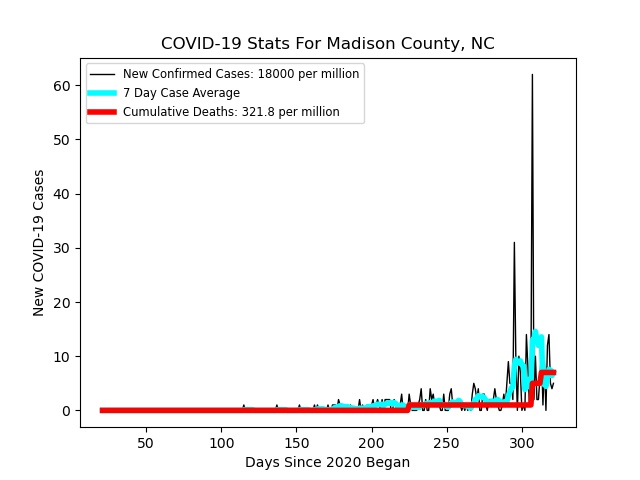 COVID-19 Stats For Madison County, NC
New Confirmed Cases: 18000 per million
7 Day Case Average
Cumulative Deaths: 321.8 per million
New COVID-19 Cases
60
50
40
30
20
10
0
50 100 150 200 250 300
Days Since 2020 Began